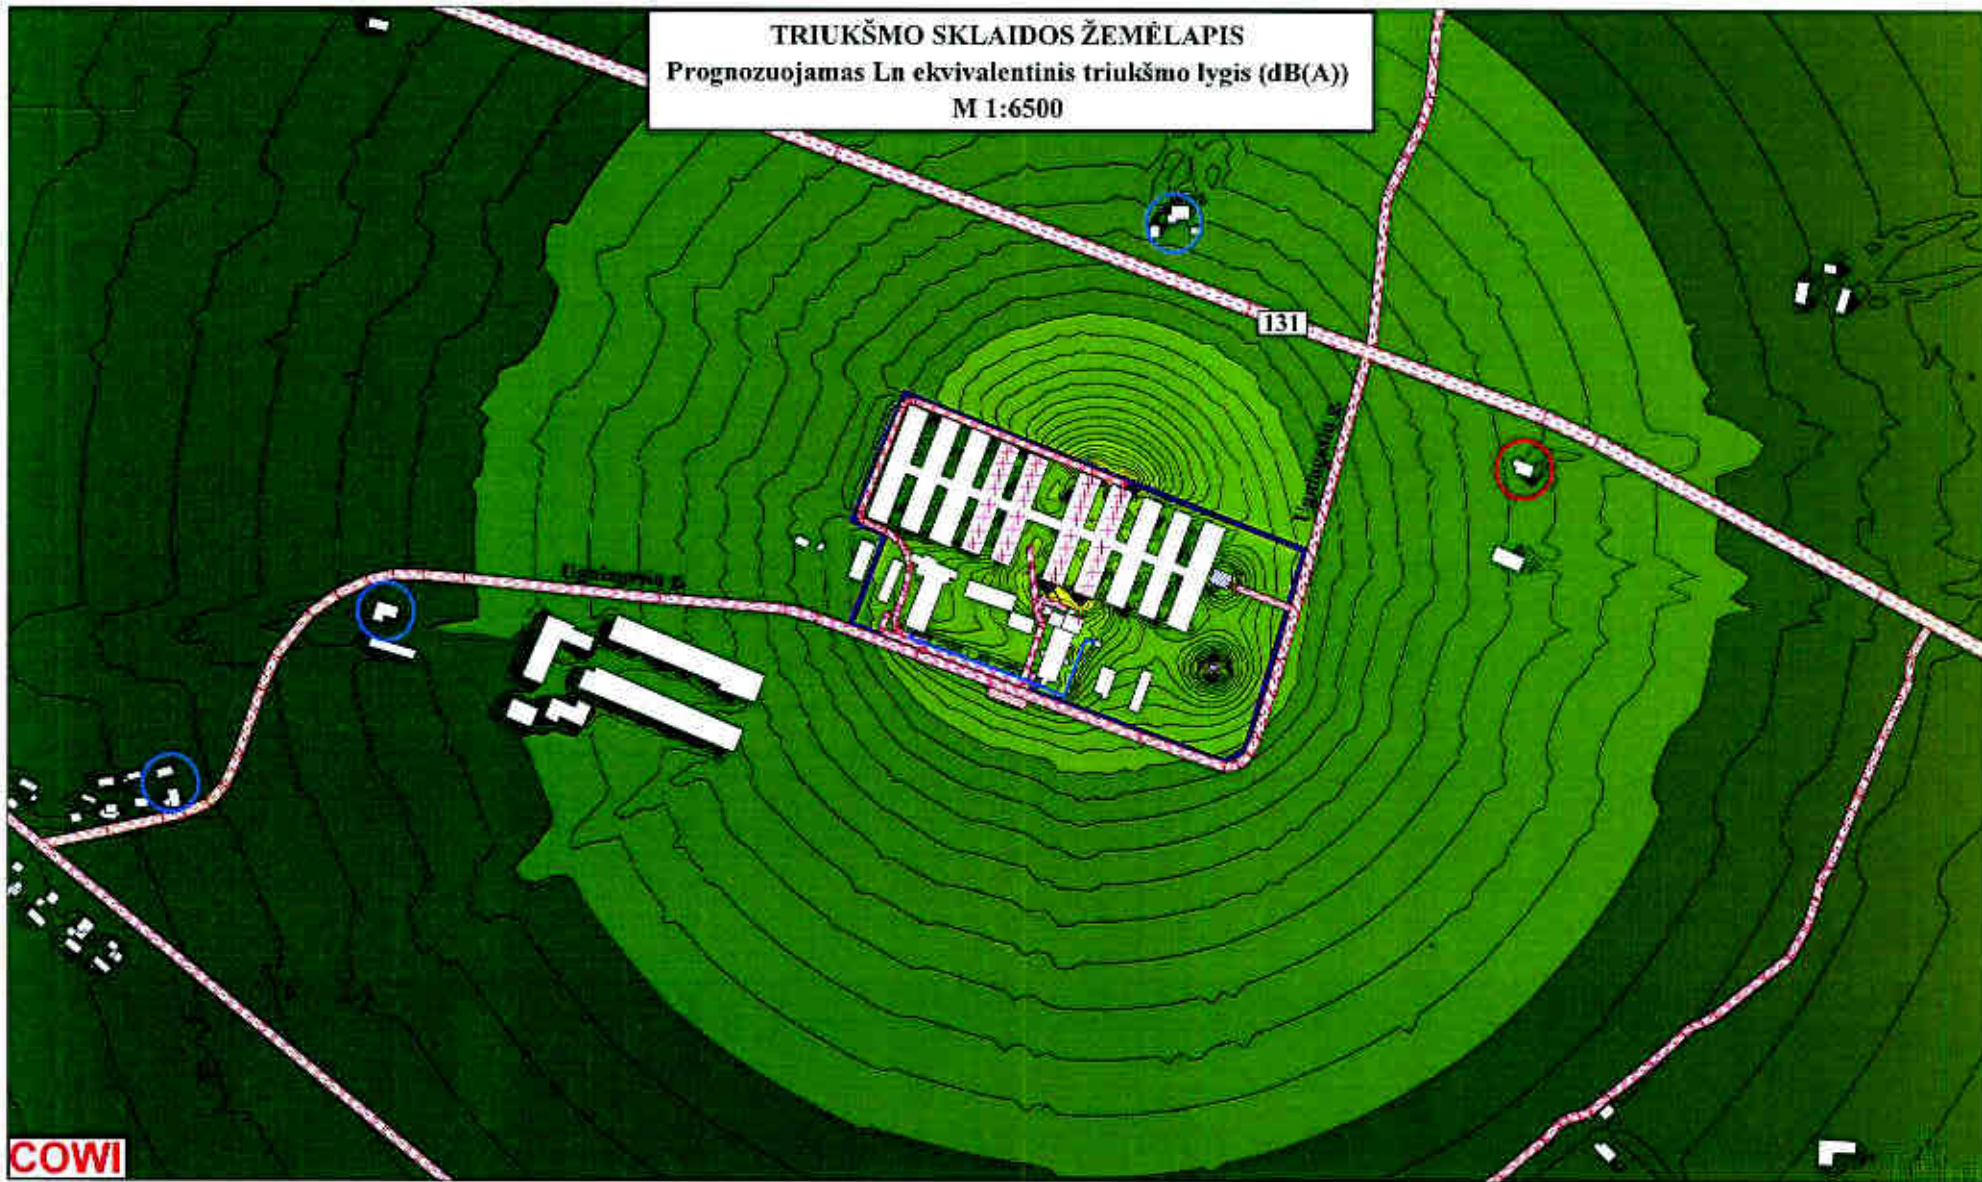 TRIUKŠMO SKLAIDOS ŽEMĖLAPIS
Prognozuojamas Ln ekvivalentinis triukšmo lygis (dB(A))
M 1:6500
131
COWI